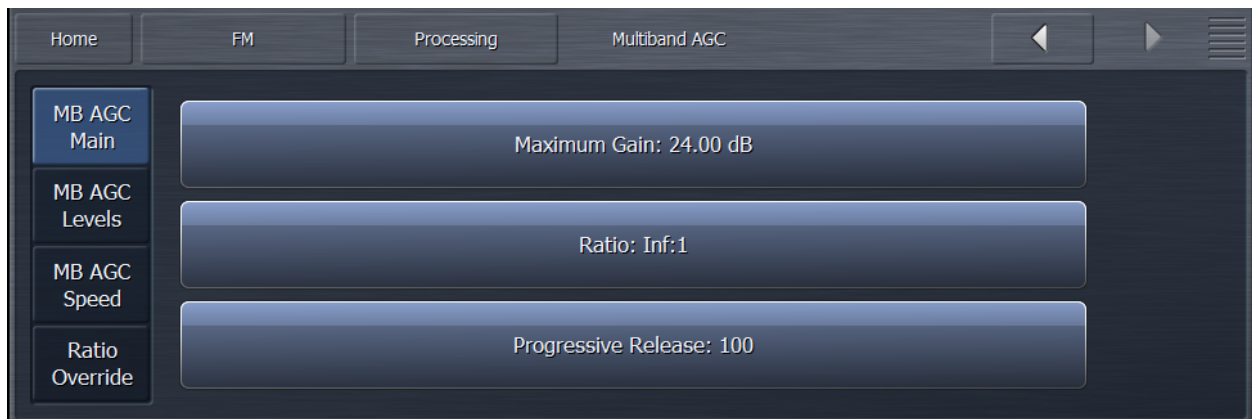 Home FM Processing Multiband AGC
MB AGC
Main
Maximum Gain: 24.00 dB
MB AGC
Levels
Ratio: Inf:1
MB AGC
Speed
Progressive Release: 100
Ratio
Override